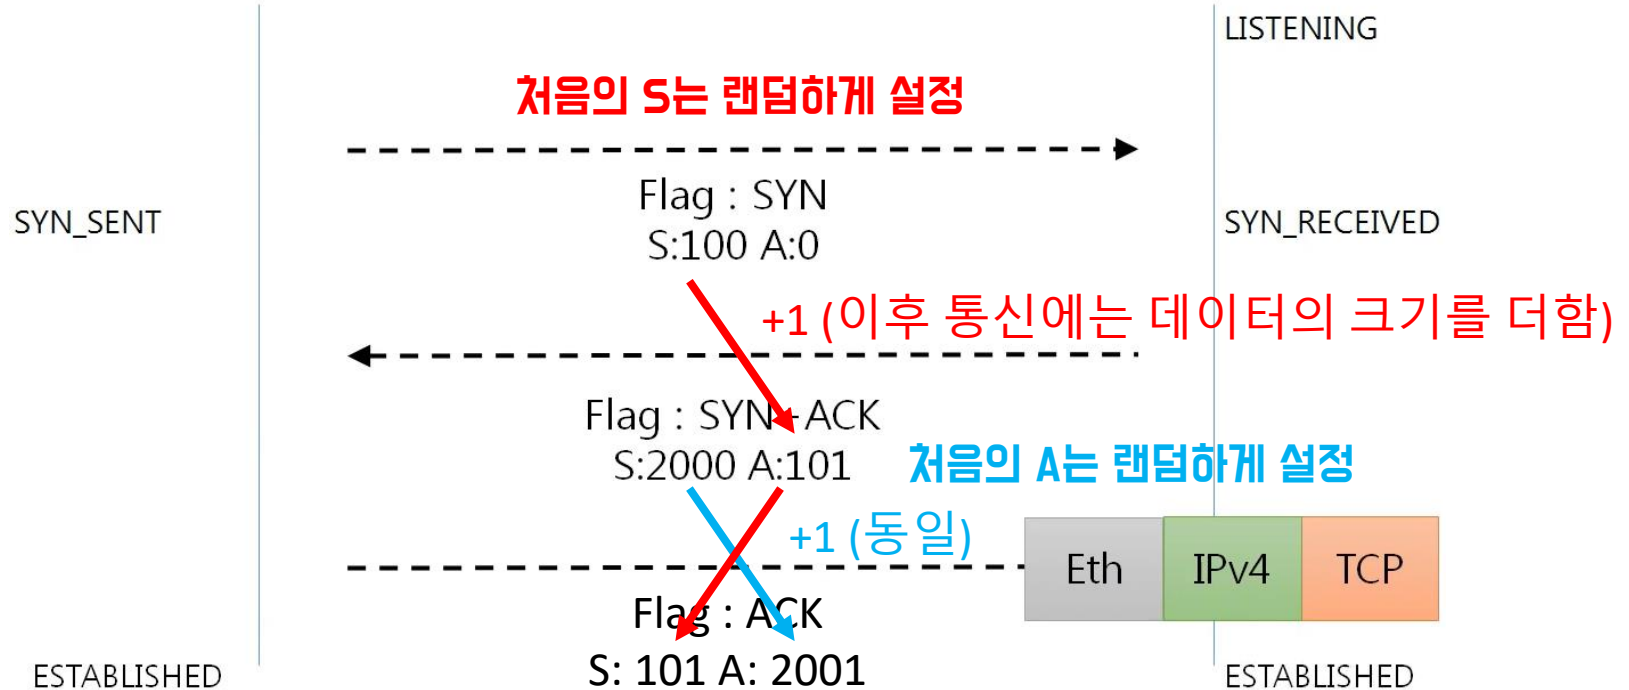 LISTENING
처음의 S는 랜덤하게 설정
Flag : SYN
S:100 A:0
SYN_SENT
SYN_RECEIVED
+1 (이후 통신에는 데이터의 크기를 더함)
Flag : SYN+ACK
S:2000 A:101
처음의 A는 랜덤하게 설정
+1 (동일)
Eth IPv4 TCP
Flag : ACK
S: 101 A: 2001
ESTABLISHED
ESTABLISHED